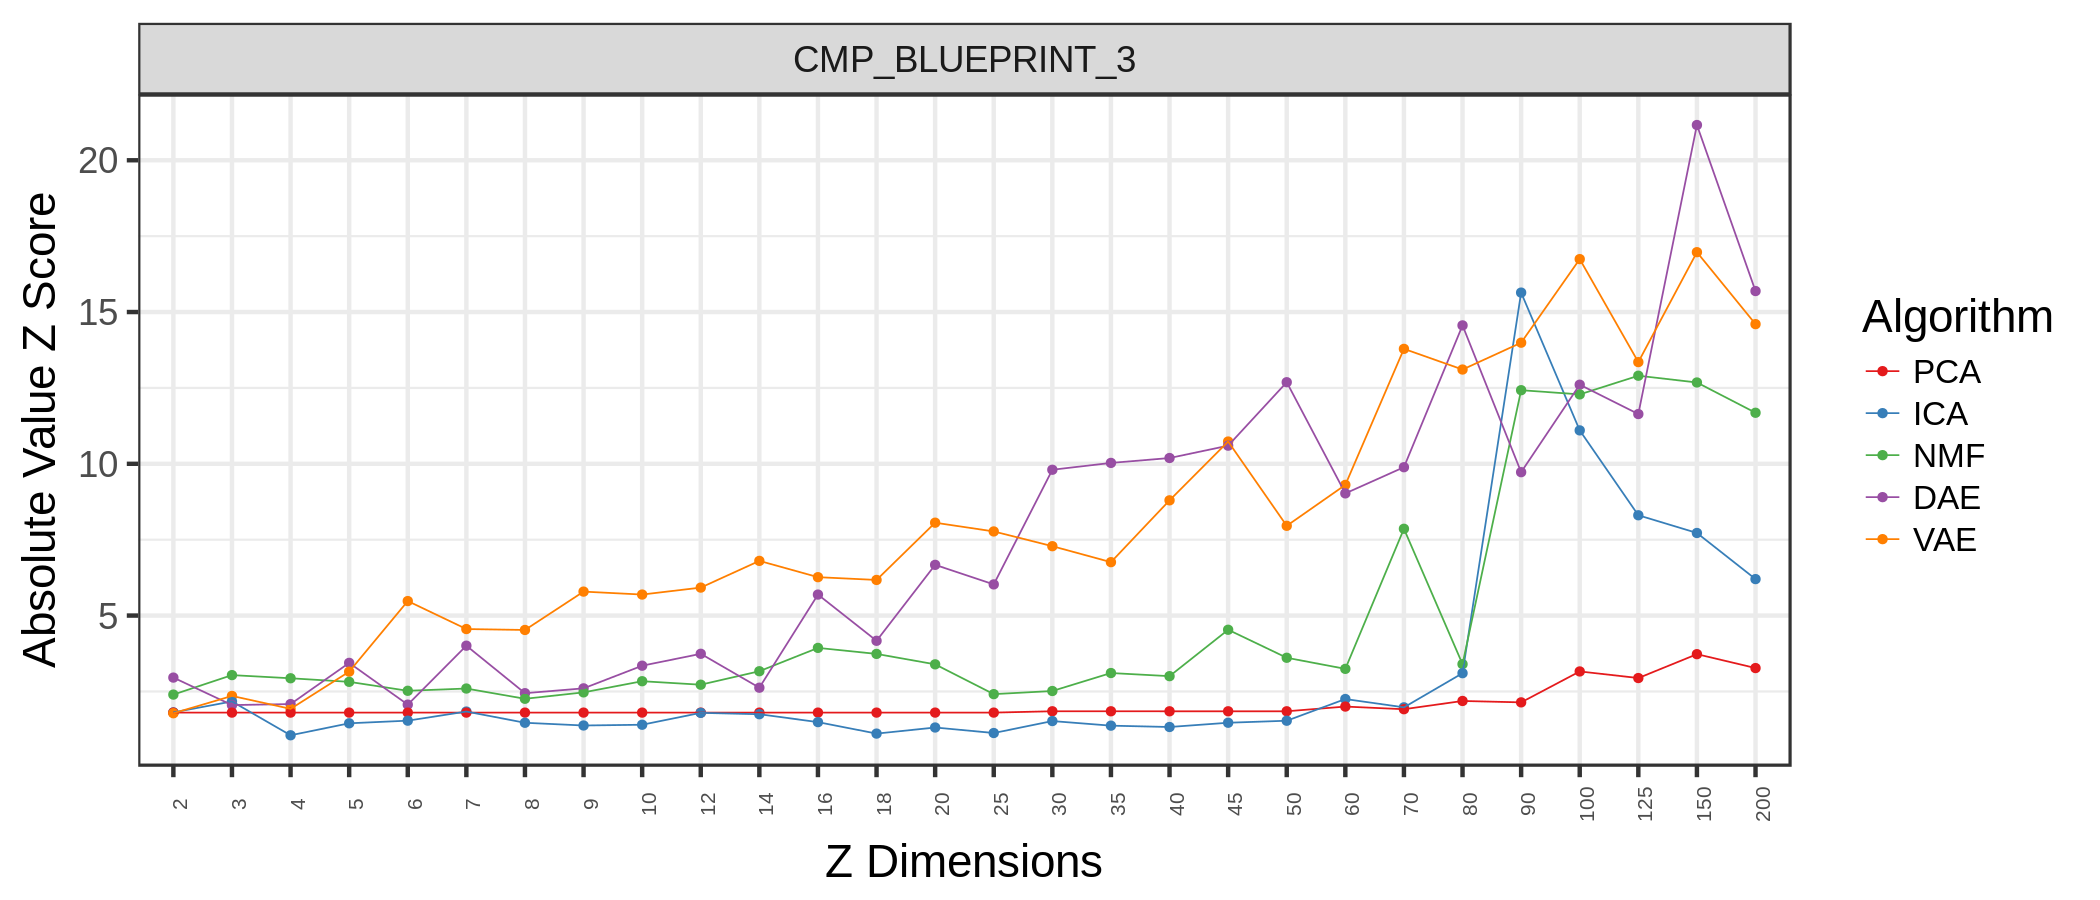 CMP_BLUEPRINT_3
Absolute Value Z Score
20
15
10
5
2 3 4 5 6 7 8 9 10 12 14 16 18 20 25 30 35 40 45 50 60 70 80 90 100 125 150 200
Z Dimensions
Algorithm
PCA
ICA
NMF
DAE
VAE